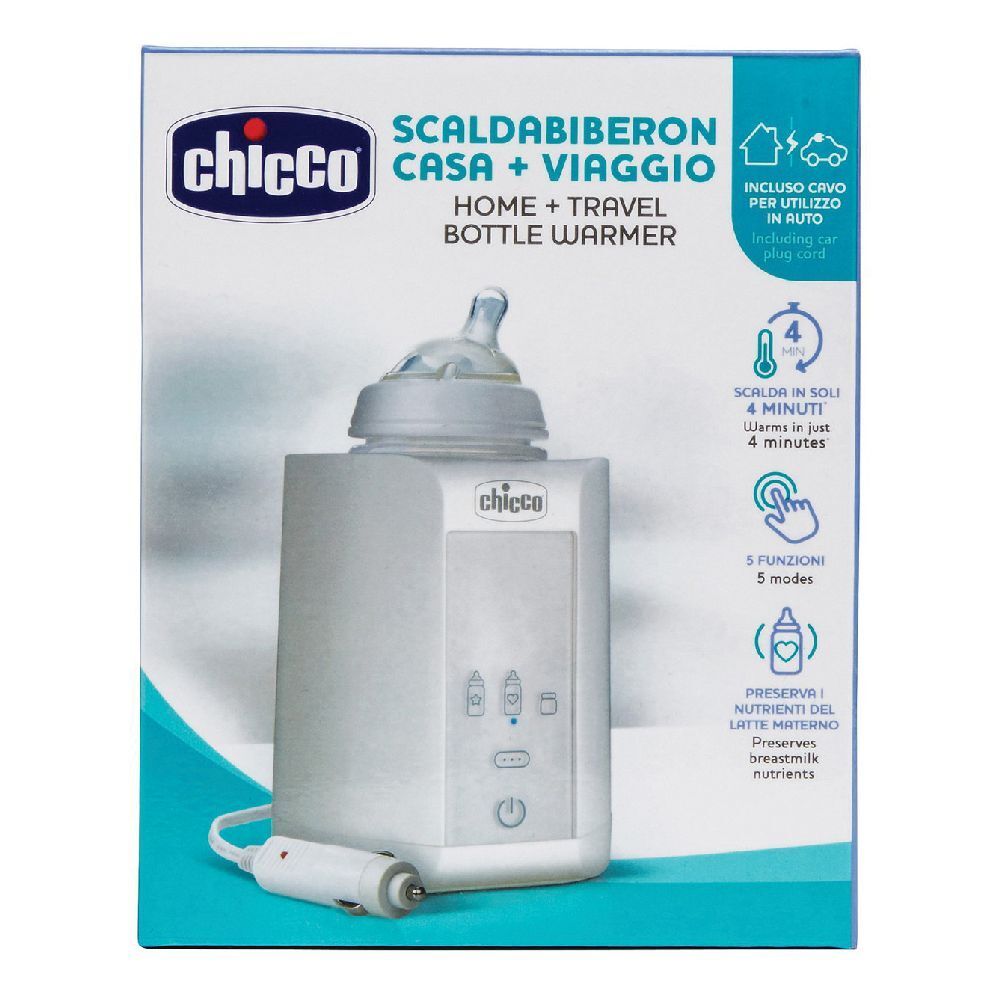 chicco
SCALDABIBERON
CASA + VIAGGIO
HOME + TRAVEL
BOTTLE WARMER
INCLUSO CAVO
PER UTILIZZO
IN AUTO
Including car
plug cord
4
MIN
SCALDA IN SOLI
4 MINUTI*
Warms in just
4 minutes*
5 FUNZIONI
5 modes
PRESERVA I
NUTRIENTI DEL
LATTE MATERNO
Preserves
breastmilk
nutrients
chicco